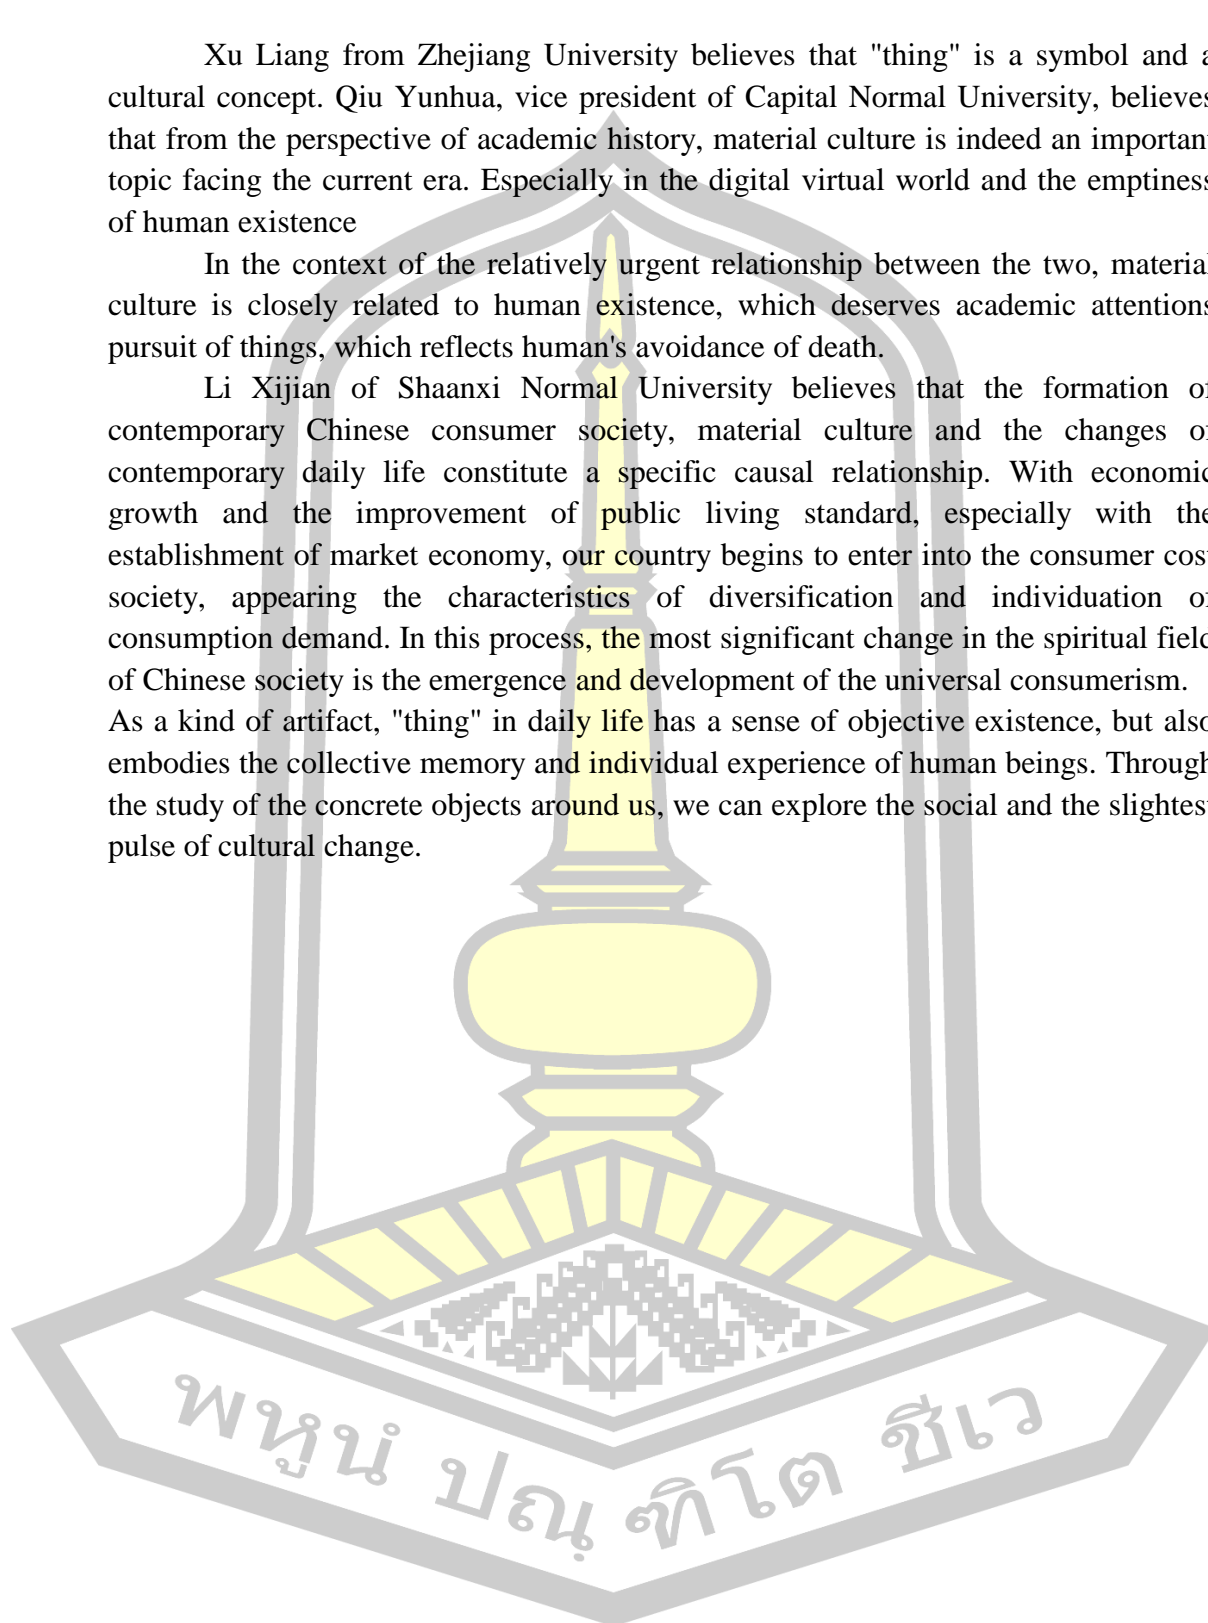 Xu Liang from Zhejiang University believes that "thing" is a symbol and a
cultural concept. Qiu Yunhua, vice president of Capital Normal University, believes
that from the perspective of academic history, material culture is indeed an important
topic facing the current era. Especially in the digital virtual world and the emptiness
of human existence
In the context of the relatively urgent relationship between the two, material
culture is closely related to human existence, which deserves academic attentions
pursuit of things, which reflects human's avoidance of death.
Li Xijian of Shaanxi Normal University believes that the formation of
contemporary Chinese consumer society, material culture and the changes of
contemporary daily life constitute a specific causal relationship. With economic
growth and the improvement of public living standard, especially with the
establishment of market economy, our country begins to enter into the consumer cost
society, appearing the characteristics of diversification and individuation of
consumption demand. In this process, the most significant change in the spiritual field
of Chinese society is the emergence and development of the universal consumerism.
As a kind of artifact, "thing" in daily life has a sense of objective existence, but also
embodies the collective memory and individual experience of human beings. Through
the study of the concrete objects around us, we can explore the social and the slightest
pulse of cultural change.
พหูนํ ปณฺฑิโต ชีเว